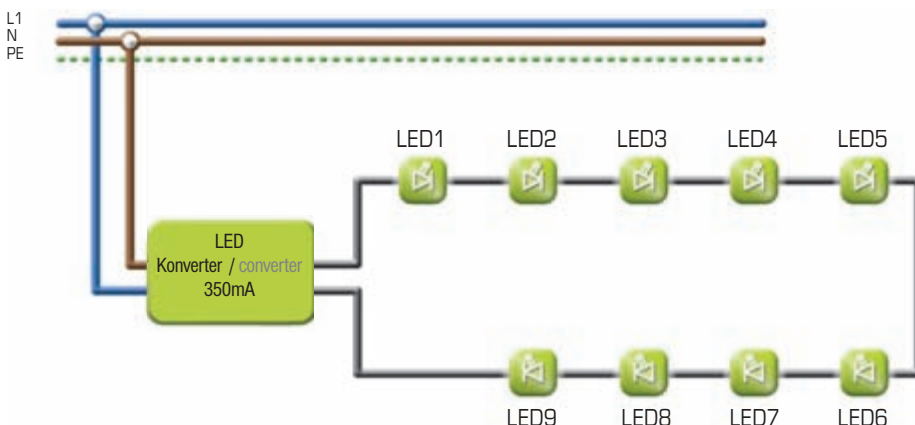 L1
N
PE
LED1 LED2 LED3 LED4 LED5
LED
Konverter / converter
350mA
LED9 LED8 LED7 LED6